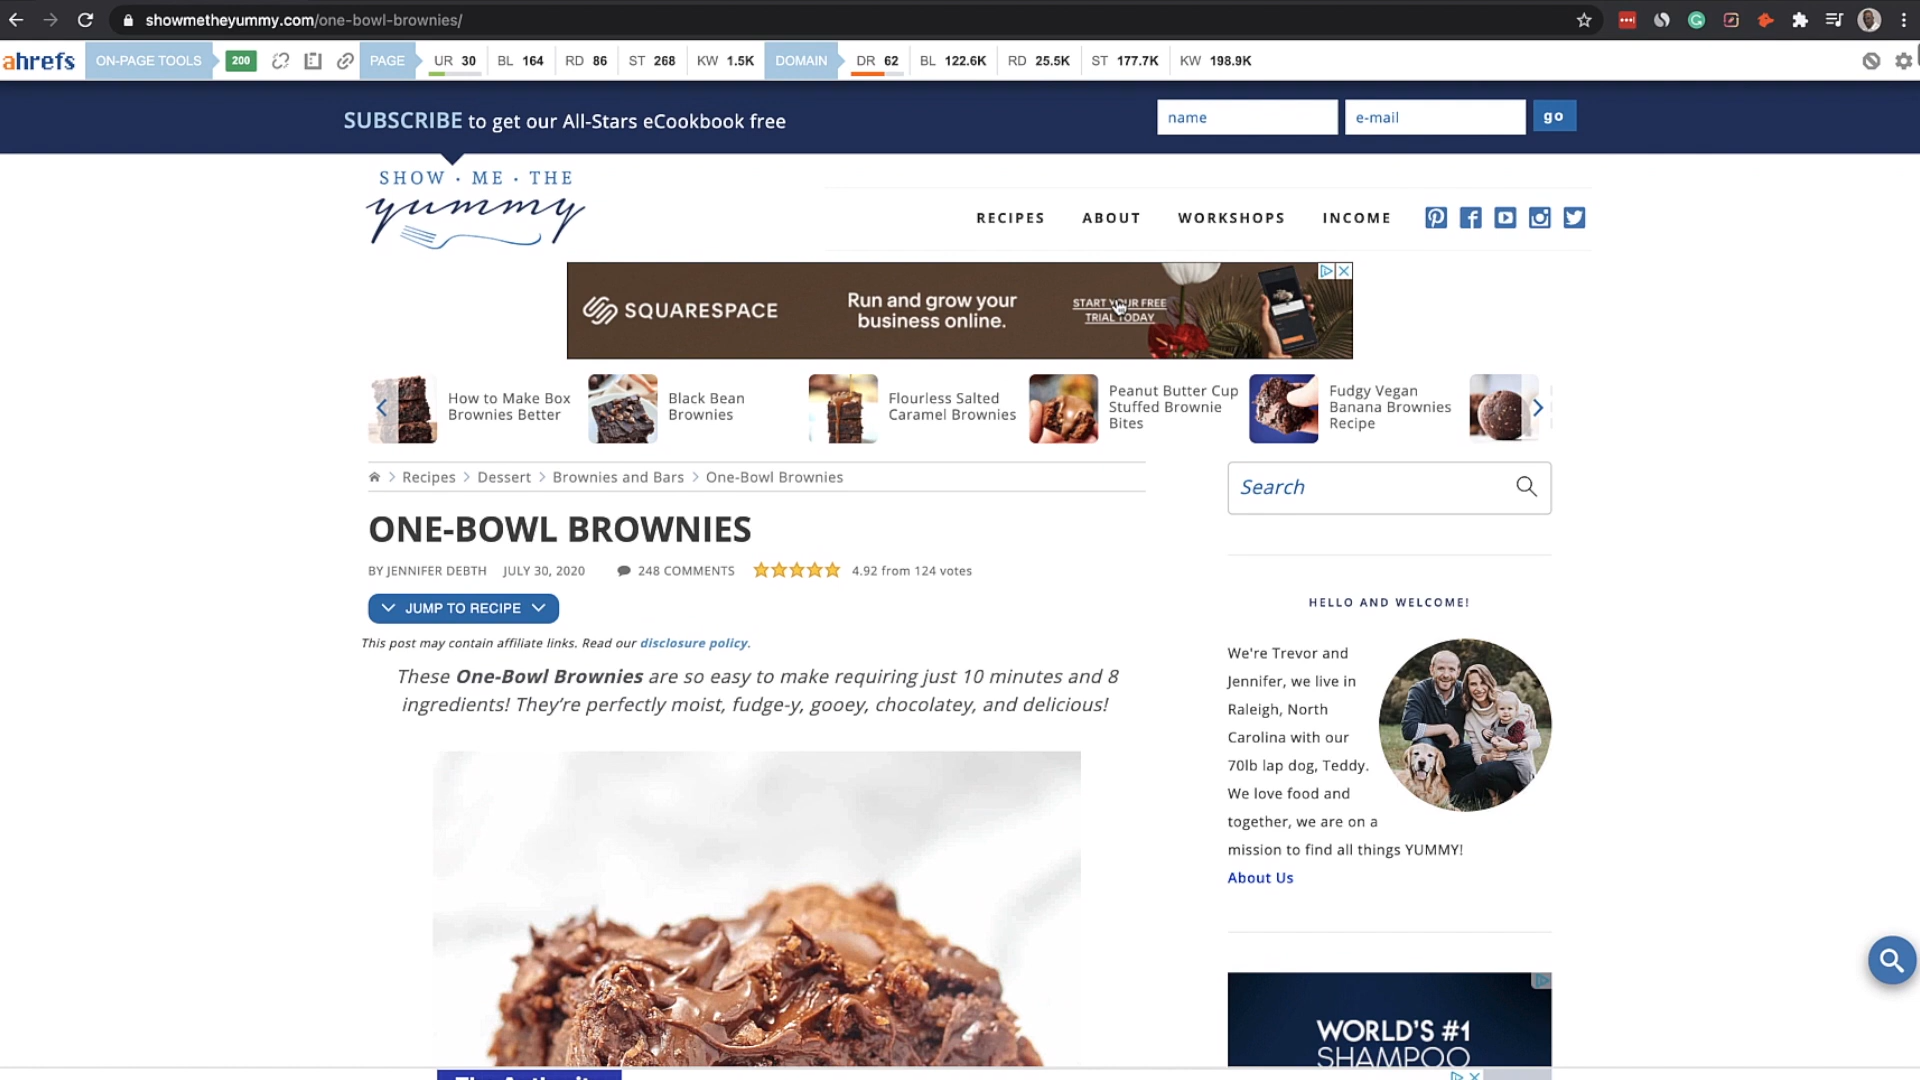 showmetheyummy.com/one-bowl-brownies/
ahrefs ON-PAGE TOOLS 200 PAGE UR 30 BL 164 RD 86 ST 268 KW 1.5K DOMAIN DR 62 BL 122.6K RD 25.5K ST 177.7K KW 198.9K
SUBSCRIBE to get our All-Stars eCookbook free name e-mail go
SHOW · ME · THE
yummy
RECIPES ABOUT WORKSHOPS INCOME
SQUARESPACE
Run and grow your
business online.
START YOUR FREE
TRIAL TODAY
How to Make Box
Brownies Better
Black Bean
Brownies
Flourless Salted
Caramel Brownies
Peanut Butter Cup
Stuffed Brownie
Bites
Fudgy Vegan
Banana Brownies
Recipe
Recipes > Dessert > Brownies and Bars > One-Bowl Brownies
Search
ONE-BOWL BROWNIES
BY JENNIFER DEBTH JULY 30, 2020 248 COMMENTS 4.92 from 124 votes
JUMP TO RECIPE
This post may contain affiliate links. Read our disclosure policy.
These One-Bowl Brownies are so easy to make requiring just 10 minutes and 8
ingredients! They're perfectly moist, fudge-y, gooey, chocolatey, and delicious!
HELLO AND WELCOME!
We're Trevor and
Jennifer, we live in
Raleigh, North
Carolina with our
70lb lap dog, Teddy.
We love food and
together, we are on a
mission to find all things YUMMY!
About Us
WORLD'S #1
SHAMPOO